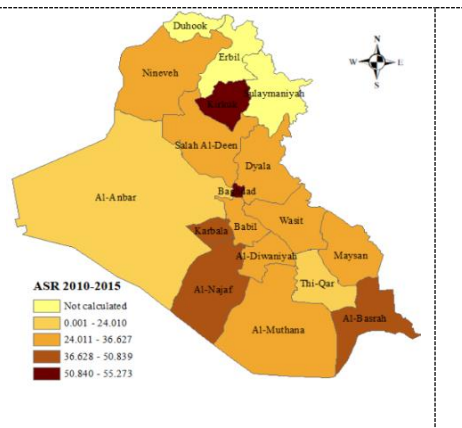 Duhook
N
Erbil
W E
Nineveh
S
Sulaymaniyah
Kirkuk
Salah Al-Deen
Dyala
Baghdad
Al-Anbar
Karbala
Babil
Wasit
Al-Diwaniyah
Maysan
Al-Najaf
Thi-Qar
ASR 2010-2015
Al-Basrah
Not calculated
Al-Muthana
0.001 - 24.010
24.011 - 36.627
36.628 - 50.839
50.840 - 55.273